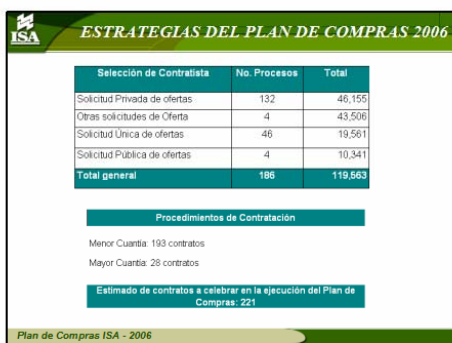 ISA
ESTRATEGIAS DEL PLAN DE COMPRAS 2006
Selección de Contratista No. Procesos Total
Solicitud Privada de ofertas 132 46,155
Otras solicitudes de Oferta 4 43,506
Solicitud Única de ofertas 46 19,561
Solicitud Pública de ofertas 4 10,341
Total general 186 119,563
Procedimientos de Contratación
Menor Cuantía: 193 contratos
Mayor Cuantía: 28 contratos
Estimado de contratos a celebrar en la ejecución del Plan de
Compras: 221
Plan de Compras ISA - 2006